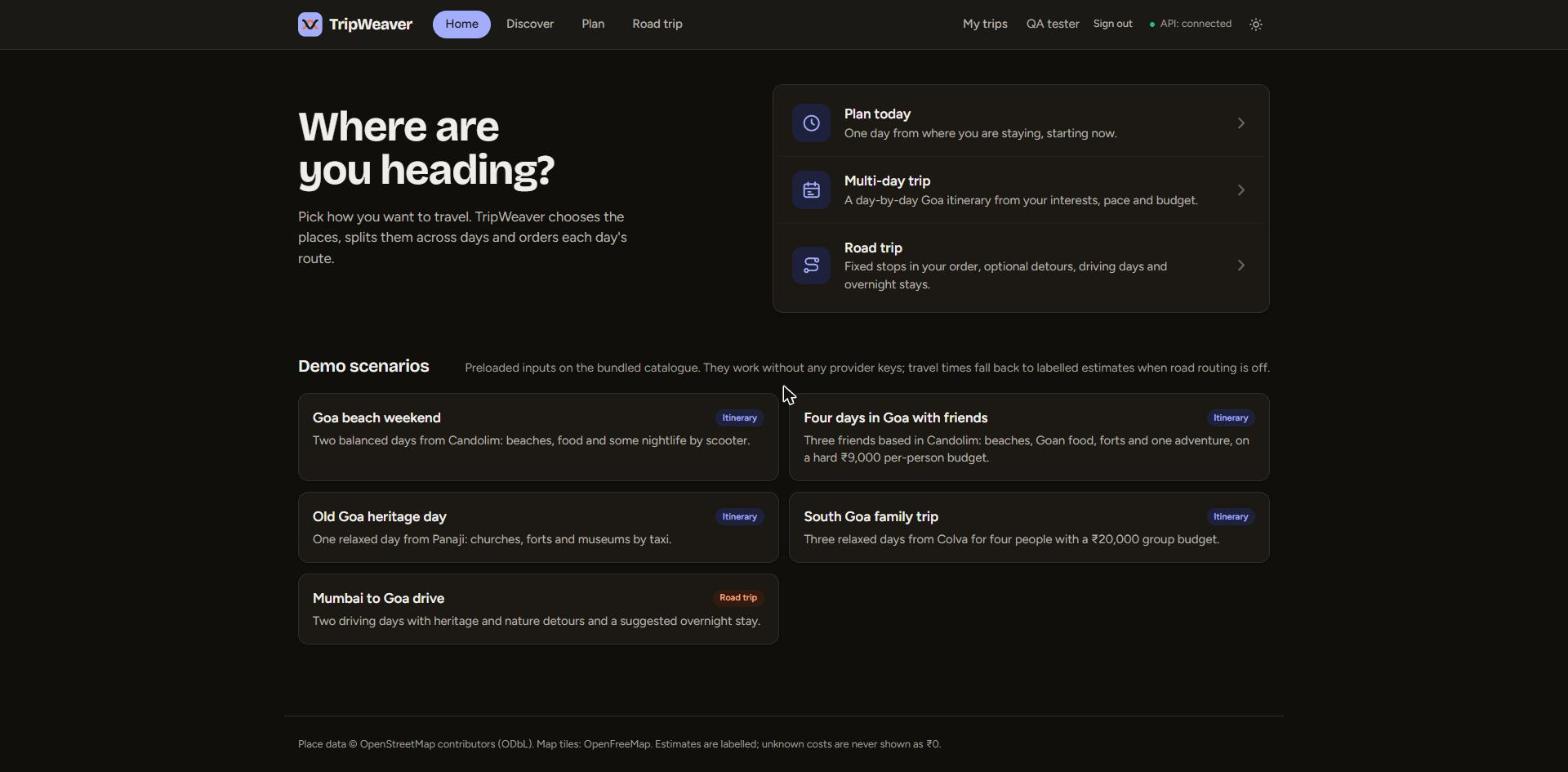 TripWeaver
Home
Discover
Plan
Road trip
My trips
QA tester
Sign out
API: connected
Where are
you heading?
Pick how you want to travel. TripWeaver chooses the
places, splits them across days and orders each day's
route.
Plan today
One day from where you are staying, starting now.
Multi-day trip
A day-by-day Goa itinerary from your interests, pace and budget.
Road trip
Fixed stops in your order, optional detours, driving days and
overnight stays.
Demo scenarios
Preloaded inputs on the bundled catalogue. They work without any provider keys; travel times fall back to labelled estimates when road routing is off.
Goa beach weekend
Itinerary
Two balanced days from Candolim: beaches, food and some nightlife by scooter.
Four days in Goa with friends
Itinerary
Three friends based in Candolim: beaches, Goan food, forts and one adventure, on
a hard ₹9,000 per-person budget.
Old Goa heritage day
Itinerary
One relaxed day from Panaji: churches, forts and museums by taxi.
South Goa family trip
Itinerary
Three relaxed days from Colva for four people with a ₹20,000 group budget.
Mumbai to Goa drive
Road trip
Two driving days with heritage and nature detours and a suggested overnight stay.
Place data © OpenStreetMap contributors (ODbL). Map tiles: OpenFreeMap. Estimates are labelled; unknown costs are never shown as ₹0.